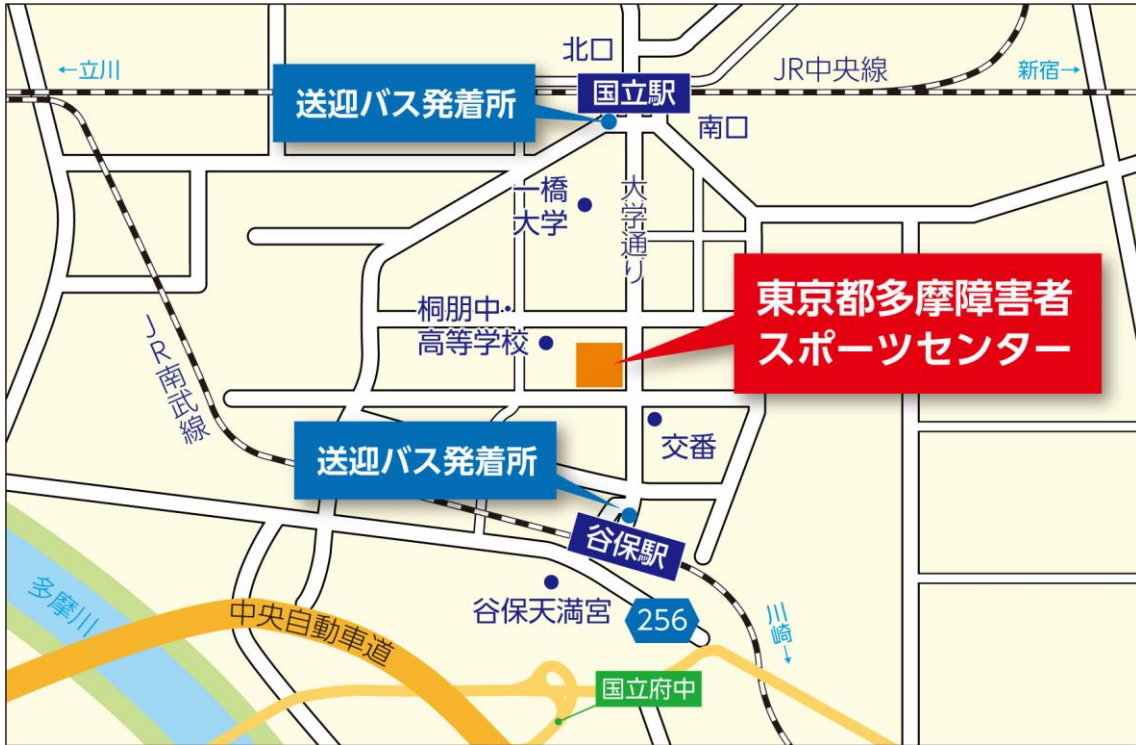 北口
←立川
JR中央線
新宿→
送迎バス発着所
国立駅
南口
一橋
大学
大学通り
東京都多摩障害者
スポーツセンター
桐朋中・
高等学校
JR南武線
交番
送迎バス発着所
谷保駅
多摩川
谷保天満宮
256
川崎→
中央自動車道
国立府中